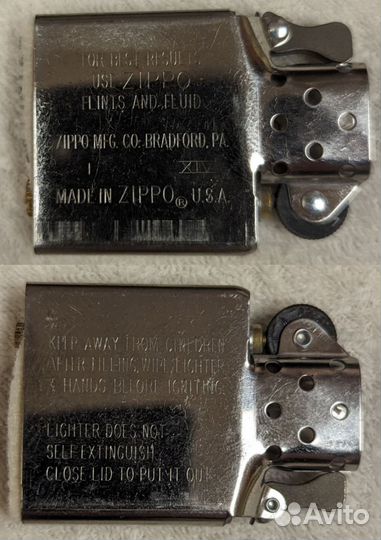 FOR BEST RESULTS
USE ZIPPO
FLINTS AND FLUID
ZIPPO MFG. CO. BRADFORD, PA.
I XIV
MADE IN ZIPPO® U.S.A.
KEEP AWAY FROM CHILDREN
AFTER FILLING, WIPE LIGHTER
& HANDS BEFORE IGNITING
LIGHTER DOES NOT
SELF EXTINGUISH
CLOSE LID TO PUT IT OUT
Avito